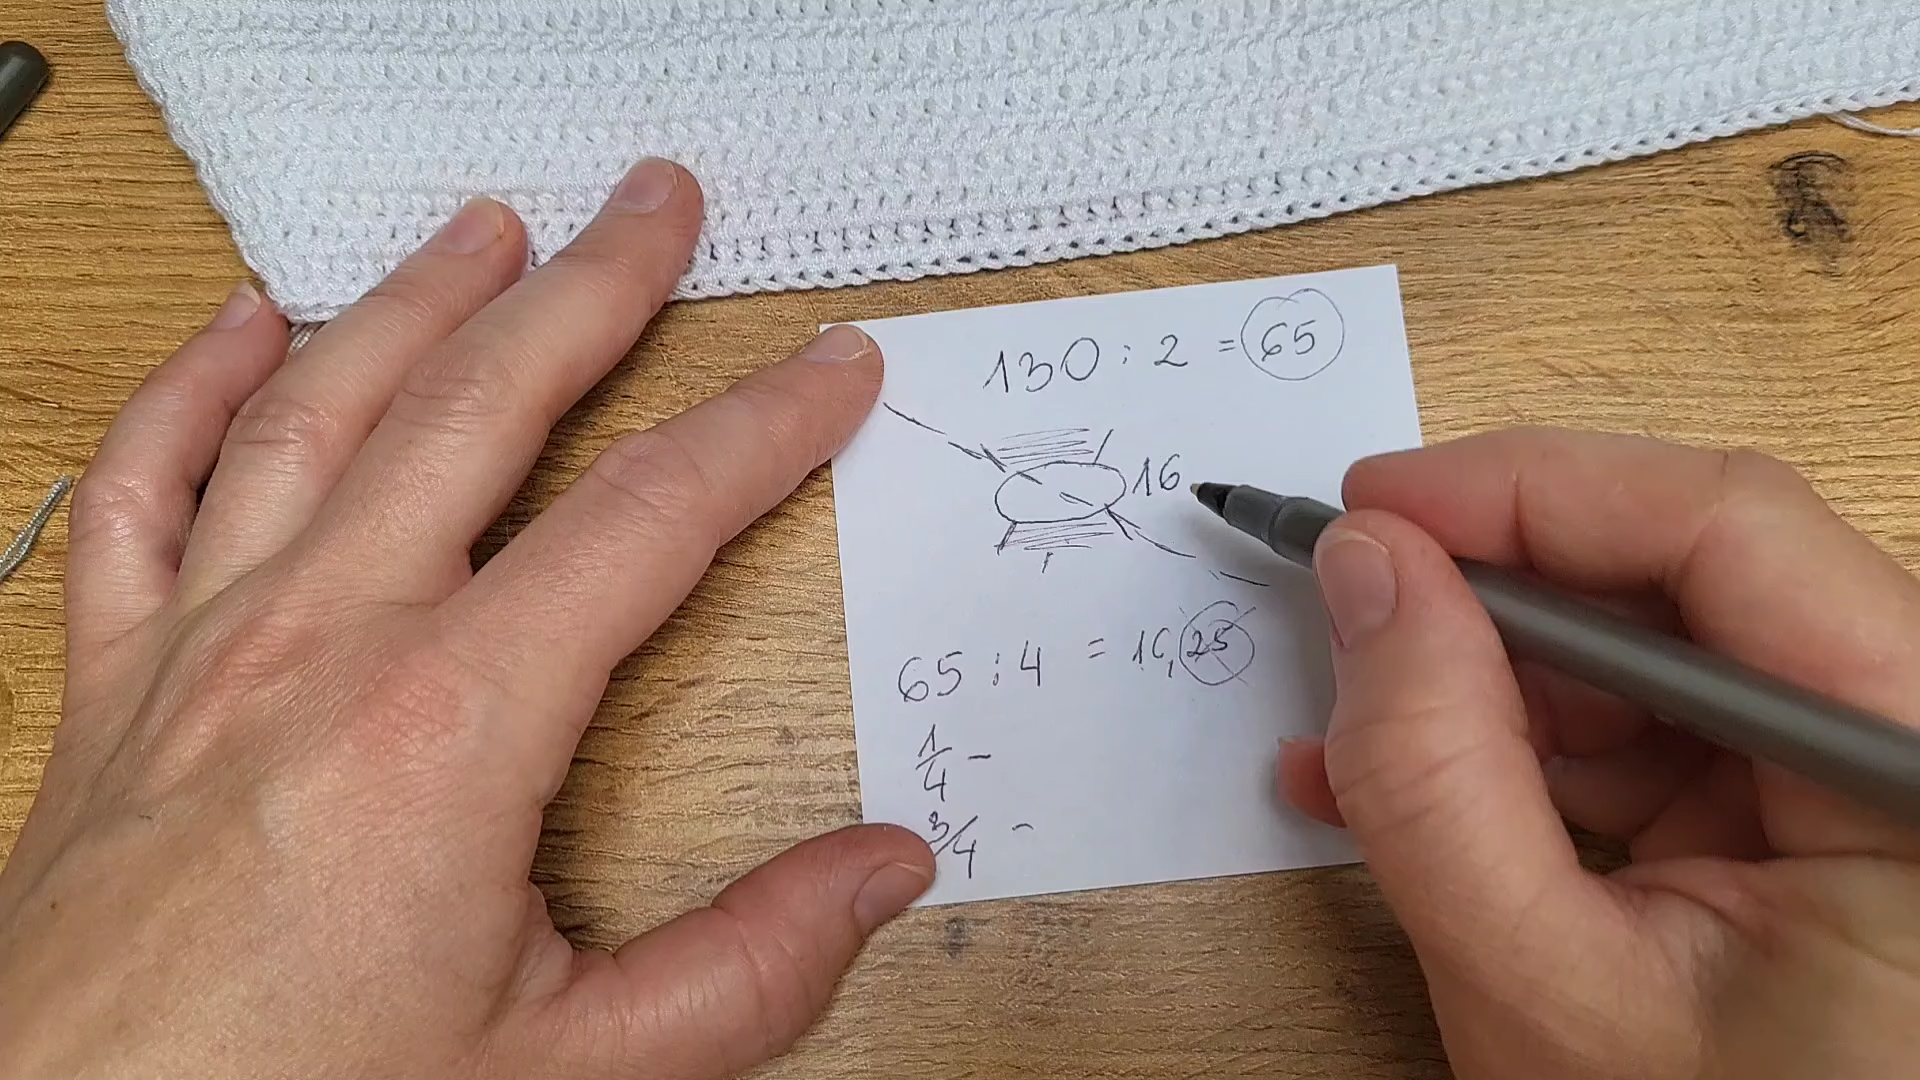 130 : 2 = 65
16
65 : 4 = 16,25
1/4 -
3/4 -